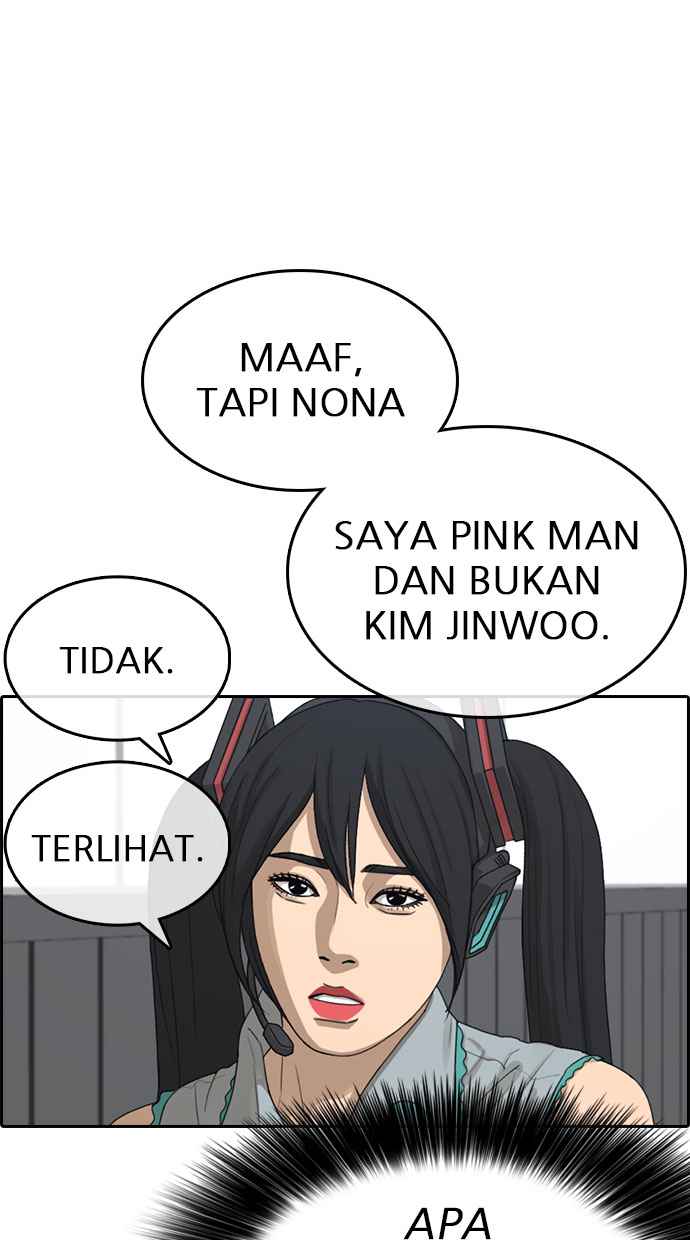 MAAF,
TAPI NONA
SAYA PINK MAN
DAN BUKAN
KIM JINWOO.
TIDAK.
TERLIHAT.
APA